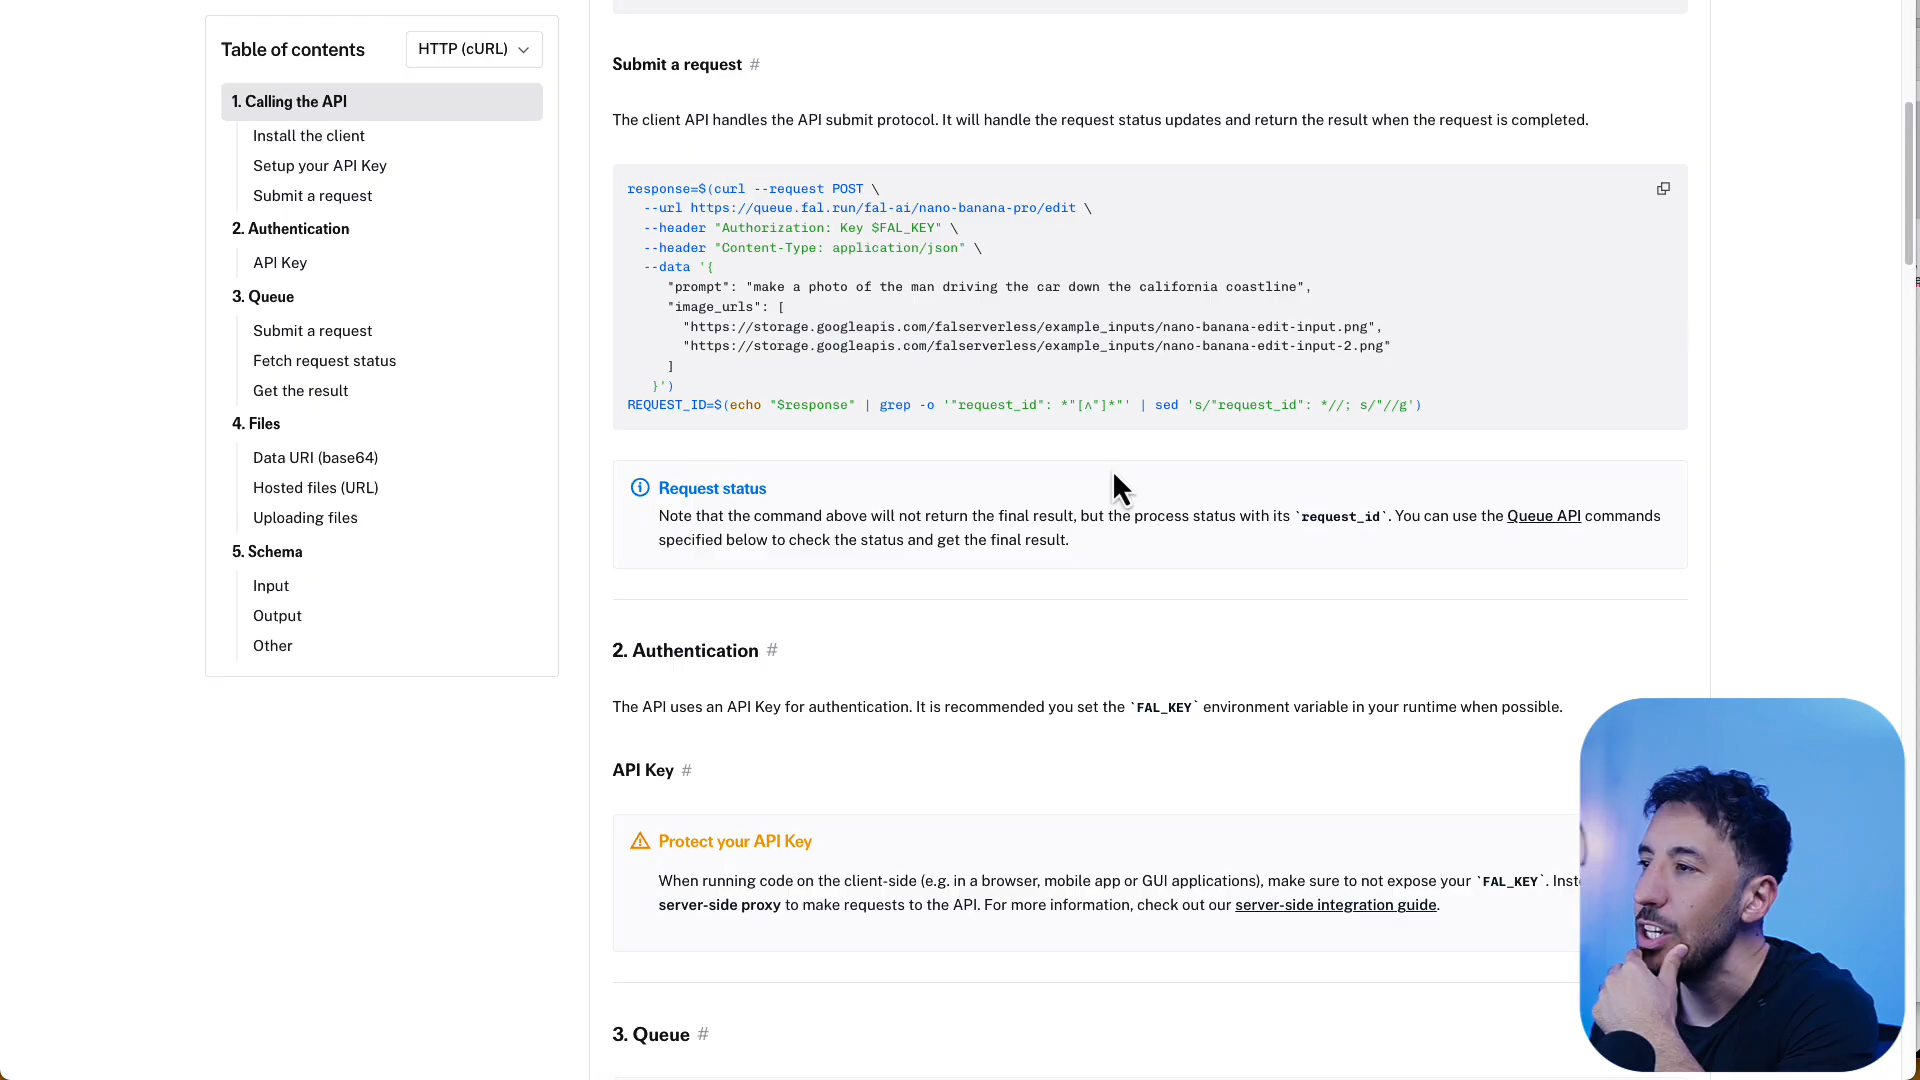 Table of contents
HTTP (cURL)
1. Calling the API
Install the client
Setup your API Key
Submit a request
2. Authentication
API Key
3. Queue
Submit a request
Fetch request status
Get the result
4. Files
Data URI (base64)
Hosted files (URL)
Uploading files
5. Schema
Input
Output
Other
Submit a request #
The client API handles the API submit protocol. It will handle the request status updates and return the result when the request is completed.
response=$(curl --request POST \
--url https://queue.fal.run/fal-ai/nano-banana-pro/edit \
--header "Authorization: Key $FAL_KEY" \
--header "Content-Type: application/json" \
--data '{
"prompt": "make a photo of the man driving the car down the california coastline",
"image_urls": [
"https://storage.googleapis.com/falserverless/example_inputs/nano-banana-edit-input.png",
"https://storage.googleapis.com/falserverless/example_inputs/nano-banana-edit-input-2.png"
]
}')
REQUEST_ID=$(echo "$response" | grep -o '"request_id": *"[^"]*"' | sed 's/"request_id": *//; s/"//g')
Request status
Note that the command above will not return the final result, but the process status with its `request_id`. You can use the Queue API commands
specified below to check the status and get the final result.
2. Authentication #
The API uses an API Key for authentication. It is recommended you set the `FAL_KEY` environment variable in your runtime when possible.
API Key #
Protect your API Key
When running code on the client-side (e.g. in a browser, mobile app or GUI applications), make sure to not expose your `FAL_KEY`. Inst
server-side proxy to make requests to the API. For more information, check out our server-side integration guide.
3. Queue #